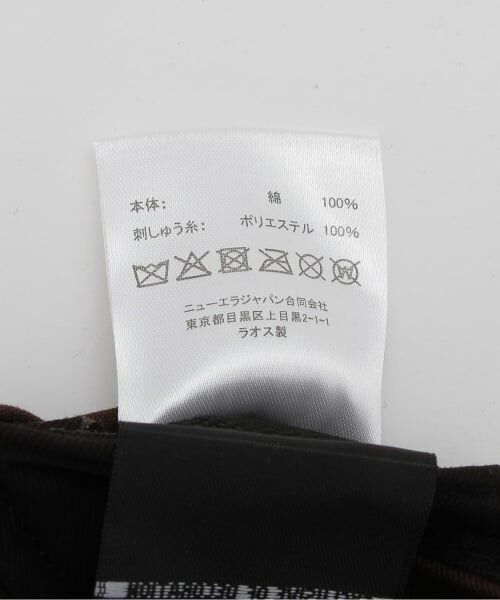 本体: 綿 100%
刺しゅう糸: ポリエステル 100%
ニューエラジャパン合同会社
東京都目黒区上目黒2-1-1
ラオス製